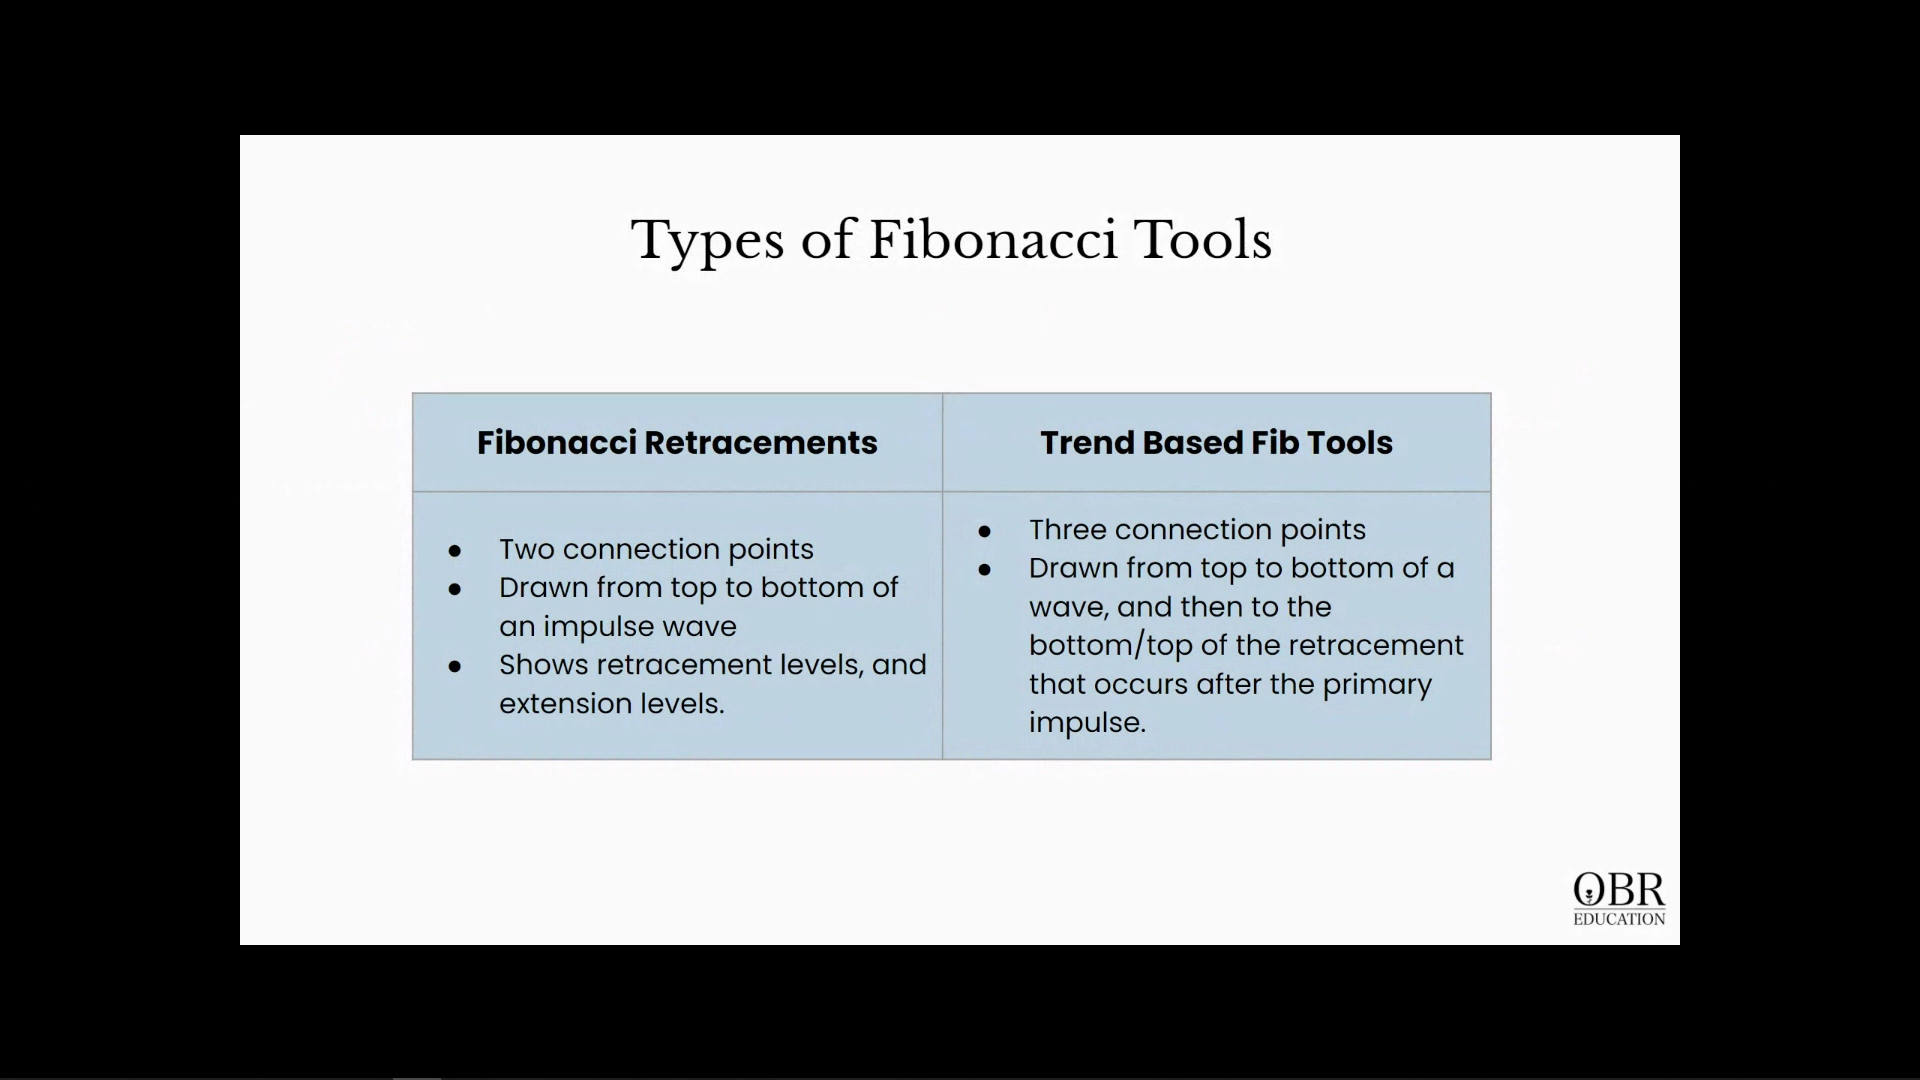 Types of Fibonacci Tools
Fibonacci Retracements
● Two connection points
● Drawn from top to bottom of
an impulse wave
● Shows retracement levels, and
extension levels.
Trend Based Fib Tools
● Three connection points
● Drawn from top to bottom of a
wave, and then to the
bottom/top of the retracement
that occurs after the primary
impulse.
OBR
EDUCATION